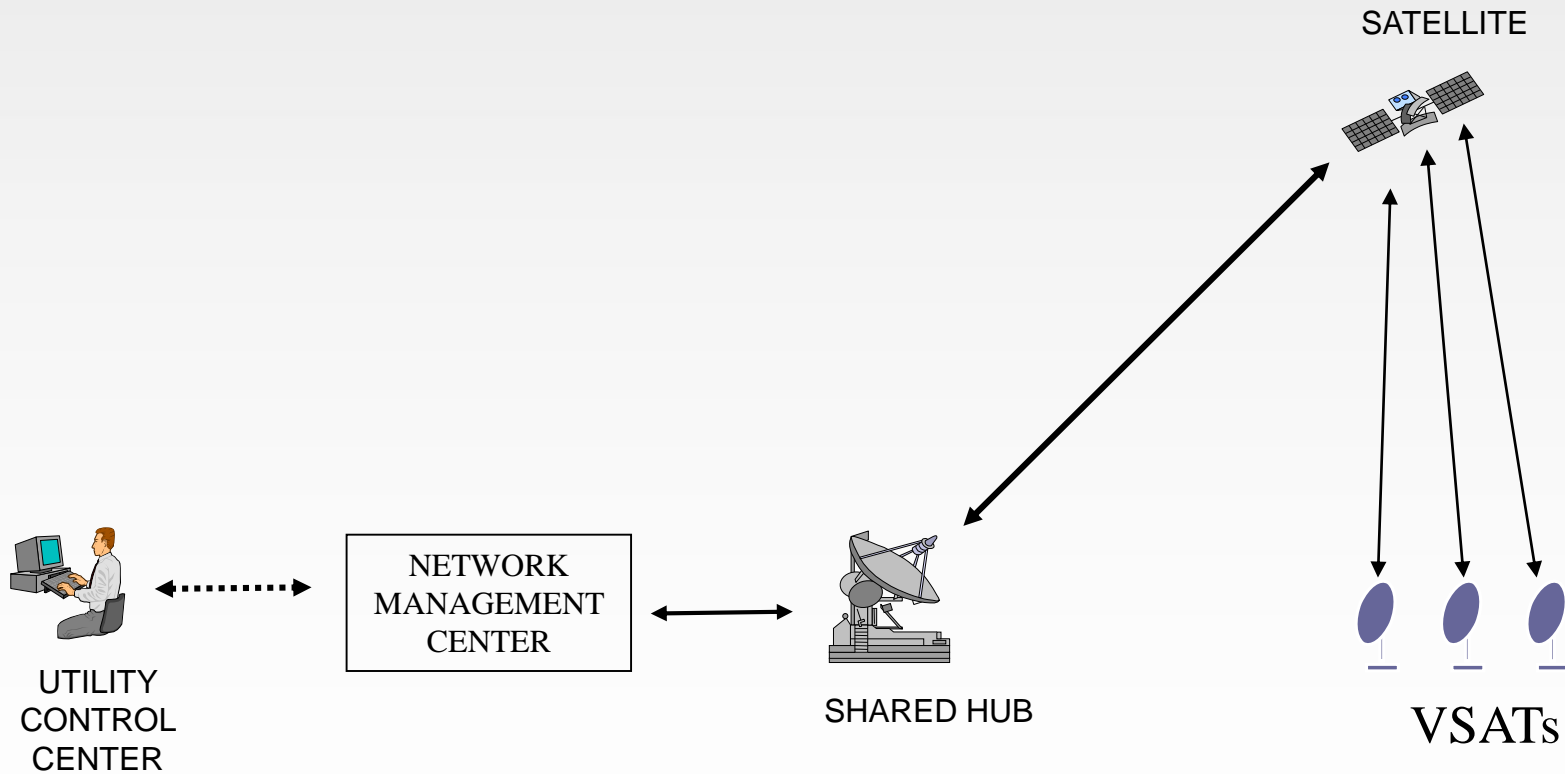 SATELLITE
NETWORK
MANAGEMENT
CENTER
UTILITY
CONTROL
CENTER
SHARED HUB
VSATs